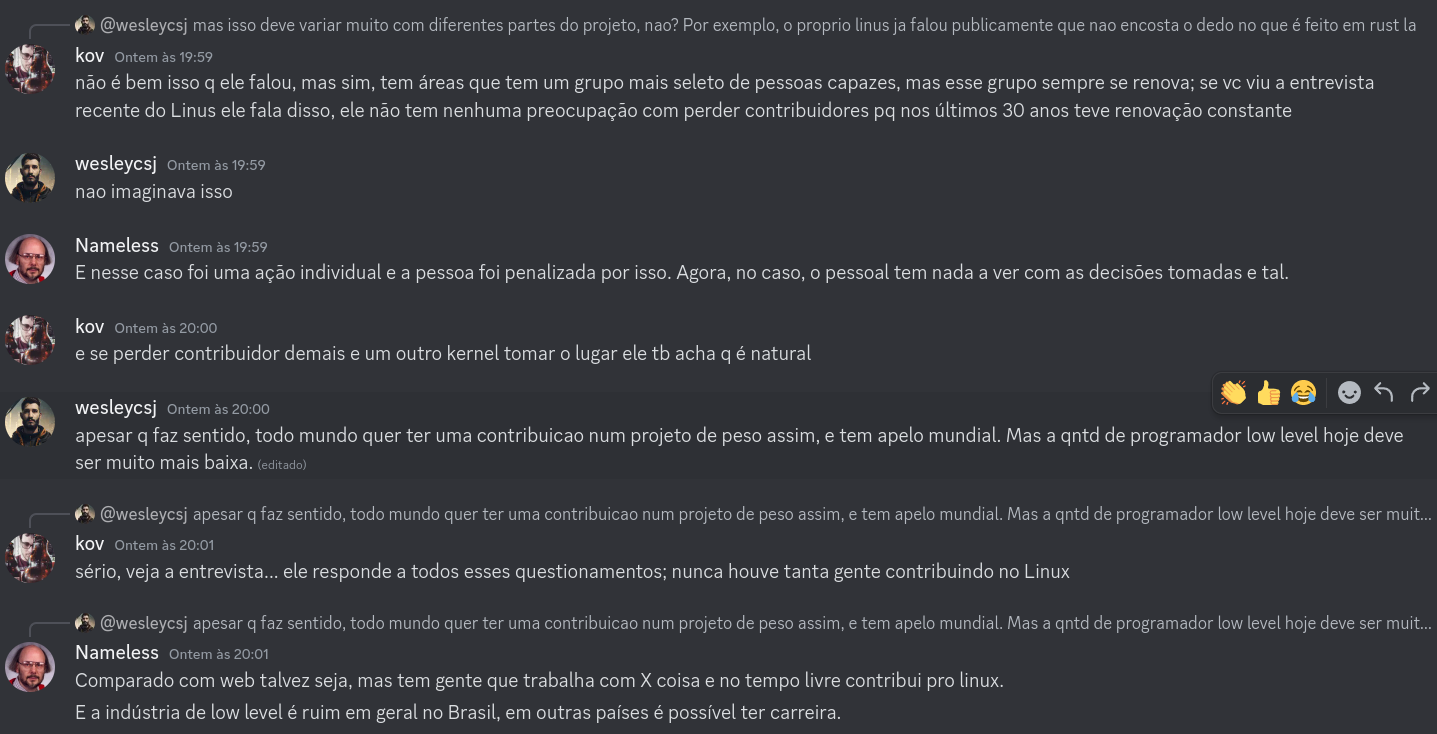 @wesleycsj mas isso deve variar muito com diferentes partes do projeto, nao? Por exemplo, o proprio linus ja falou publicamente que nao encosta o dedo no que é feito em rust la
kov Ontem às 19:59
não é bem isso q ele falou, mas sim, tem áreas que tem um grupo mais seleto de pessoas capazes, mas esse grupo sempre se renova; se vc viu a entrevista
recente do Linus ele fala disso, ele não tem nenhuma preocupação com perder contribuidores pq nos últimos 30 anos teve renovação constante
wesleycsj Ontem às 19:59
nao imaginava isso
Nameless Ontem às 19:59
E nesse caso foi uma ação individual e a pessoa foi penalizada por isso. Agora, no caso, o pessoal tem nada a ver com as decisões tomadas e tal.
kov Ontem às 20:00
e se perder contribuidor demais e um outro kernel tomar o lugar ele tb acha q é natural
wesleycsj Ontem às 20:00
apesar q faz sentido, todo mundo quer ter uma contribuicao num projeto de peso assim, e tem apelo mundial. Mas a qntd de programador low level hoje deve
ser muito mais baixa. (editado)
@wesleycsj apesar q faz sentido, todo mundo quer ter uma contribuicao num projeto de peso assim, e tem apelo mundial. Mas a qntd de programador low level hoje deve ser muit...
kov Ontem às 20:01
sério, veja a entrevista... ele responde a todos esses questionamentos; nunca houve tanta gente contribuindo no Linux
@wesleycsj apesar q faz sentido, todo mundo quer ter uma contribuicao num projeto de peso assim, e tem apelo mundial. Mas a qntd de programador low level hoje deve ser muit...
Nameless Ontem às 20:01
Comparado com web talvez seja, mas tem gente que trabalha com X coisa e no tempo livre contribui pro linux.
E a indústria de low level é ruim em geral no Brasil, em outras países é possível ter carreira.